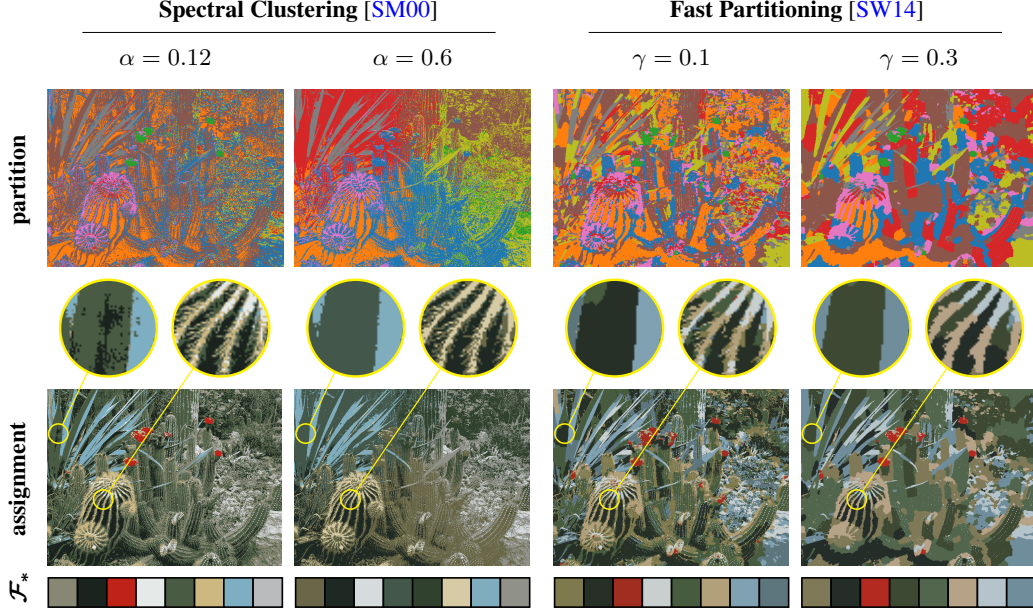 Spectral Clustering [SM00] Fast Partitioning [SW14]
α = 0.12 α = 0.6 γ = 0.1 γ = 0.3
partition
assignment
𝓕*